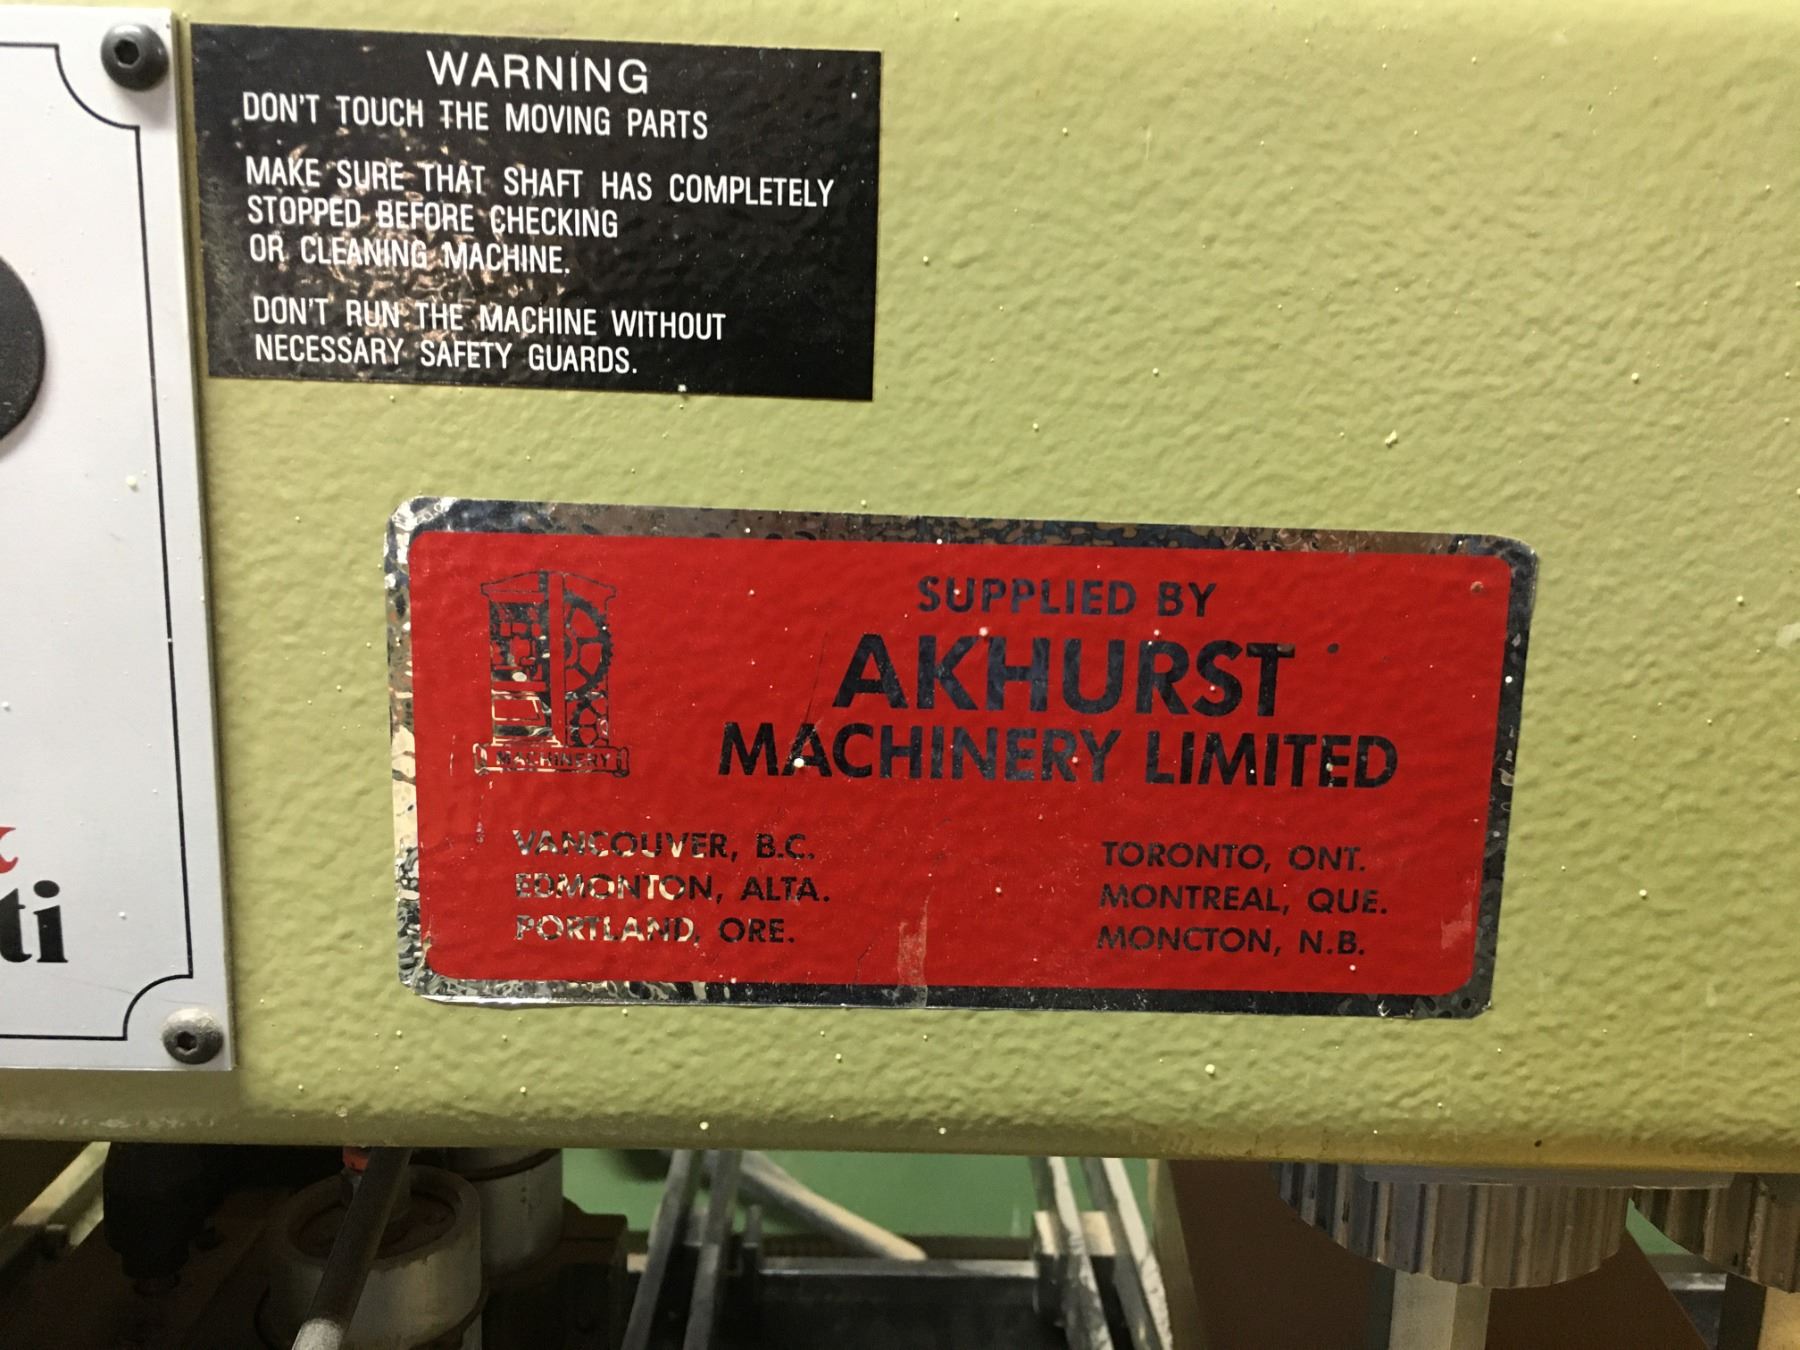 WARNING
DON'T TOUCH THE MOVING PARTS
MAKE SURE THAT SHAFT HAS COMPLETELY
STOPPED BEFORE CHECKING
OR CLEANING MACHINE.
DON'T RUN THE MACHINE WITHOUT
NECESSARY SAFETY GUARDS.
SUPPLIED BY
AKHURST
MACHINERY LIMITED
MACHINERY
VANCOUVER, B.C.
EDMONTON, ALTA.
PORTLAND, ORE.
TORONTO, ONT.
MONTREAL, QUE.
MONCTON, N.B.